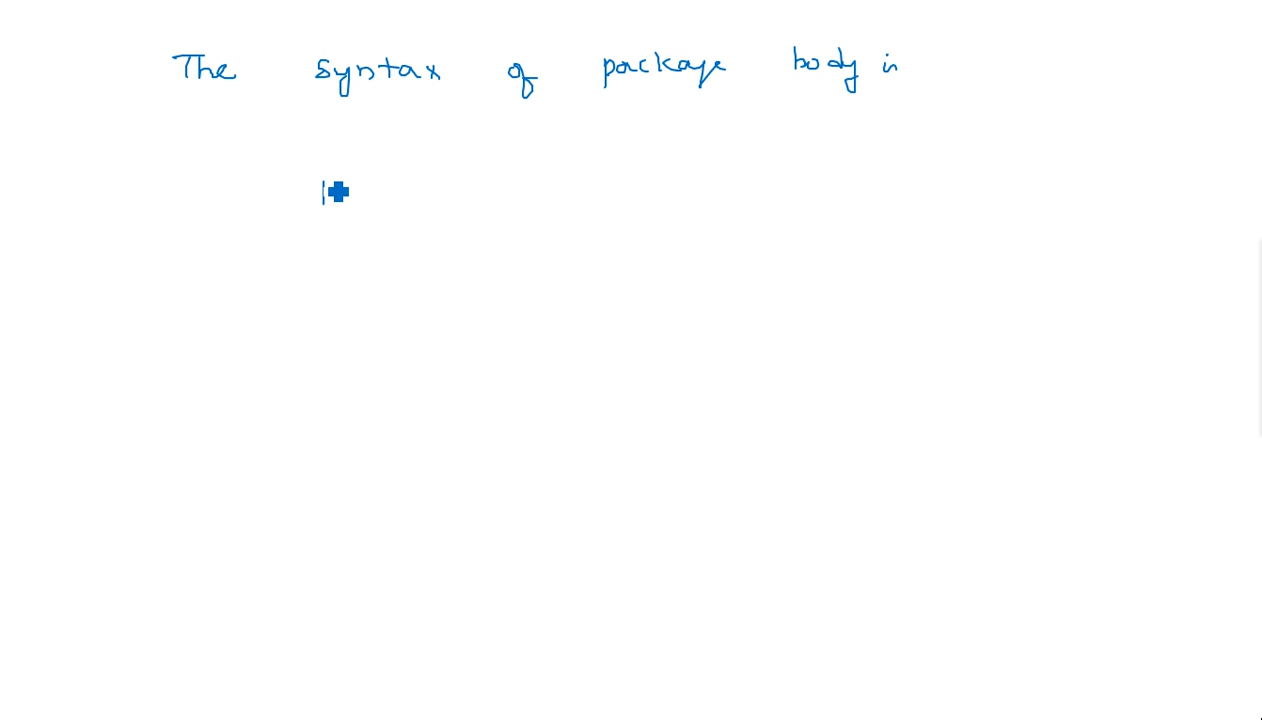 The syntax of package body is